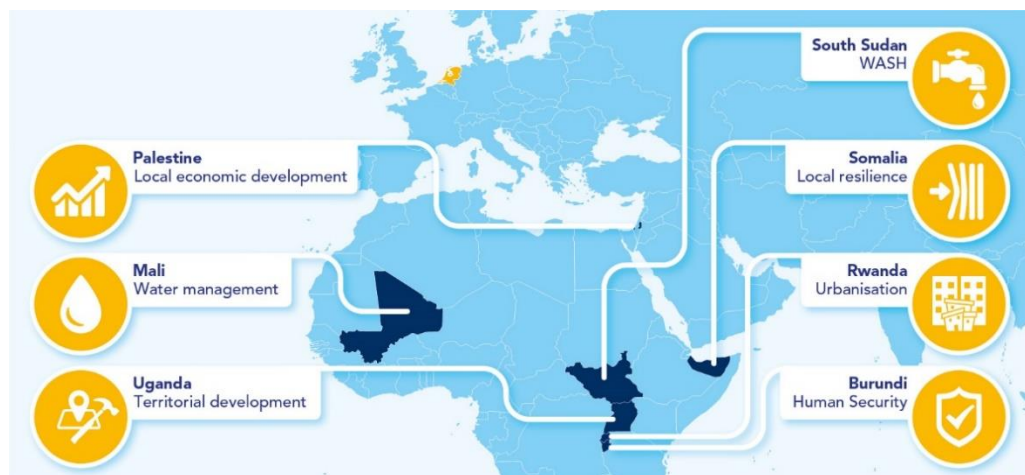 South Sudan
WASH
Palestine
Local economic development
Somalia
Local resilience
Mali
Water management
Rwanda
Urbanisation
Uganda
Territorial development
Burundi
Human Security